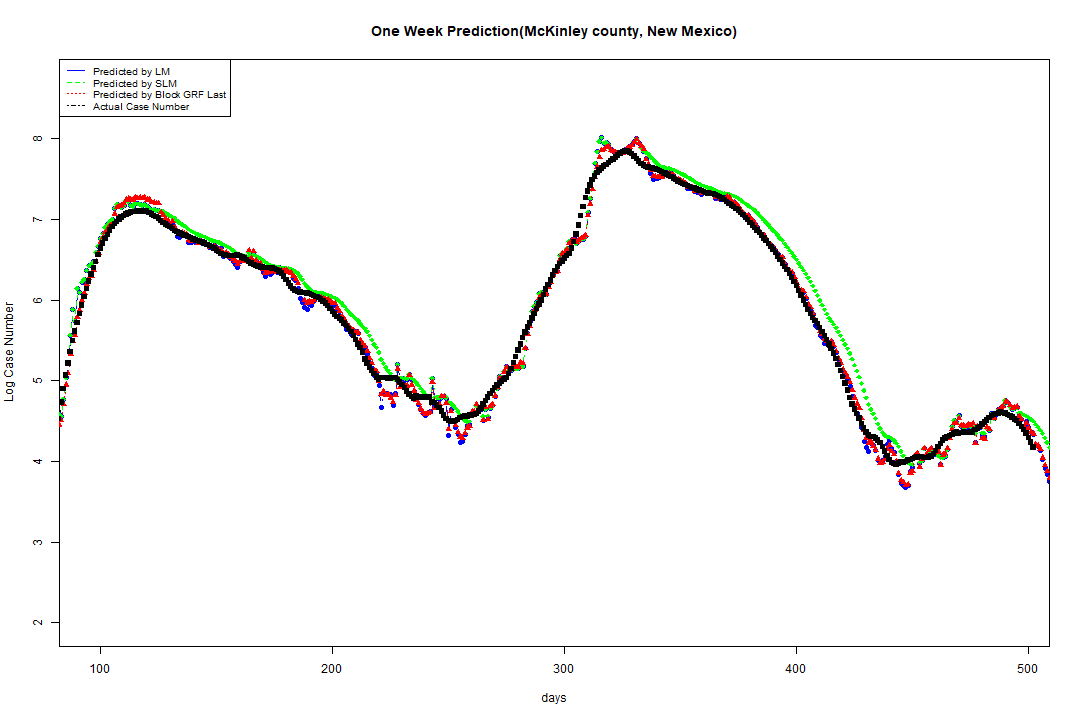 One Week Prediction(McKinley county, New Mexico)
Predicted by LM
Predicted by SLM
Predicted by Block GRF Last
Actual Case Number
Log Case Number
8
7
6
5
4
3
2
100 200 300 400 500
days